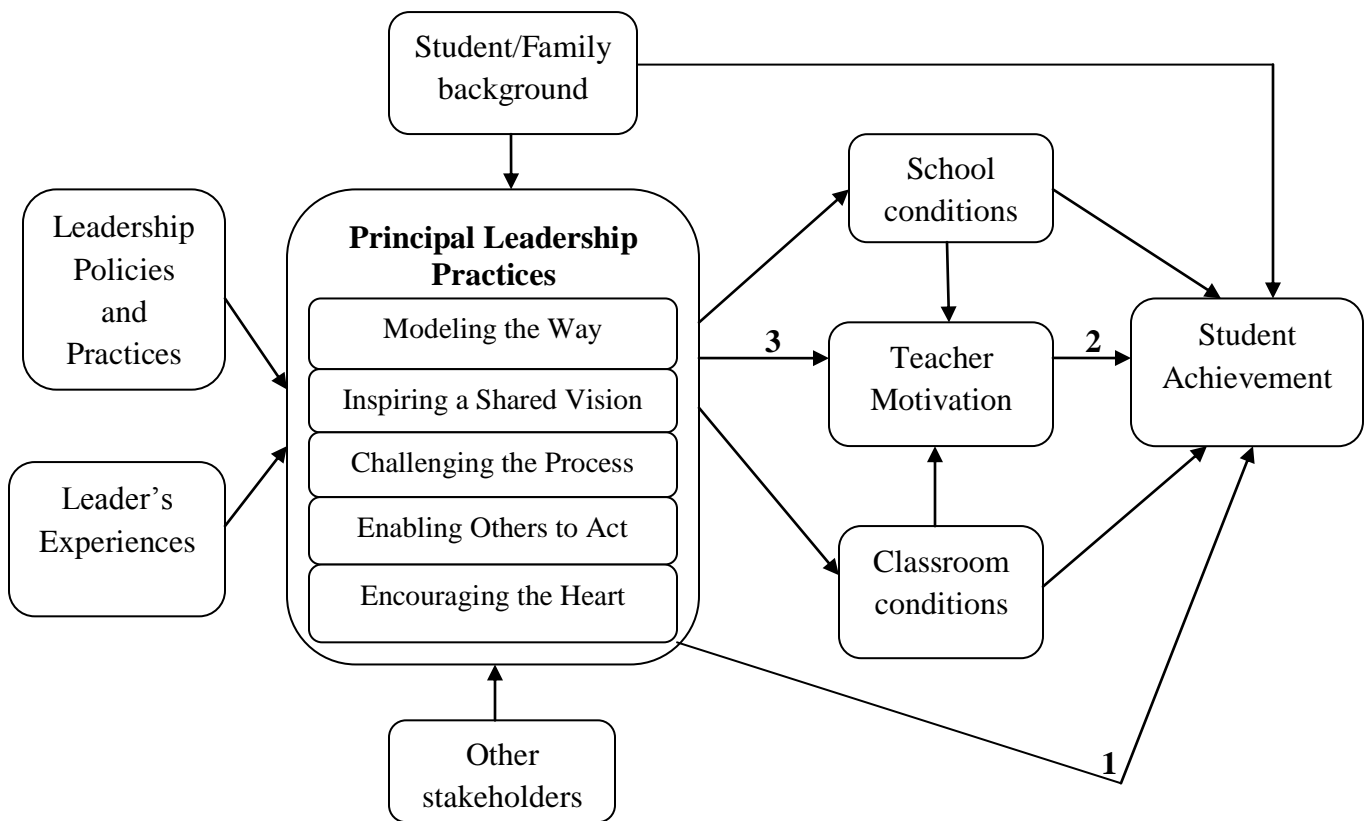 Student/Family
background
School
conditions
Leadership
Policies
and
Practices
Principal Leadership
Practices
Modeling the Way
Inspiring a Shared Vision
Challenging the Process
Enabling Others to Act
Encouraging the Heart
3
Teacher
Motivation
2
Student
Achievement
Leader’s
Experiences
Classroom
conditions
1
Other
stakeholders